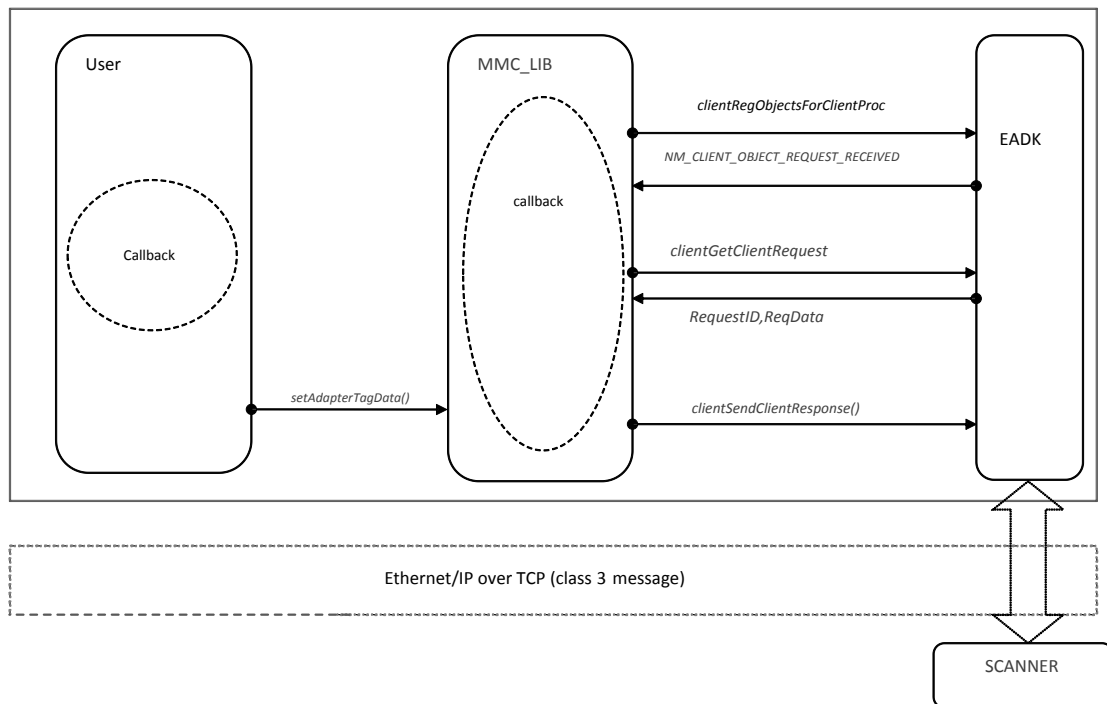 User
MMC_LIB
clientRegObjectsForClientProc
EADK
NM_CLIENT_OBJECT_REQUEST_RECEIVED
callback
Callback
clientGetClientRequest
RequestID,ReqData
setAdapterTagData()
clientSendClientResponse()
Ethernet/IP over TCP (class 3 message)
SCANNER